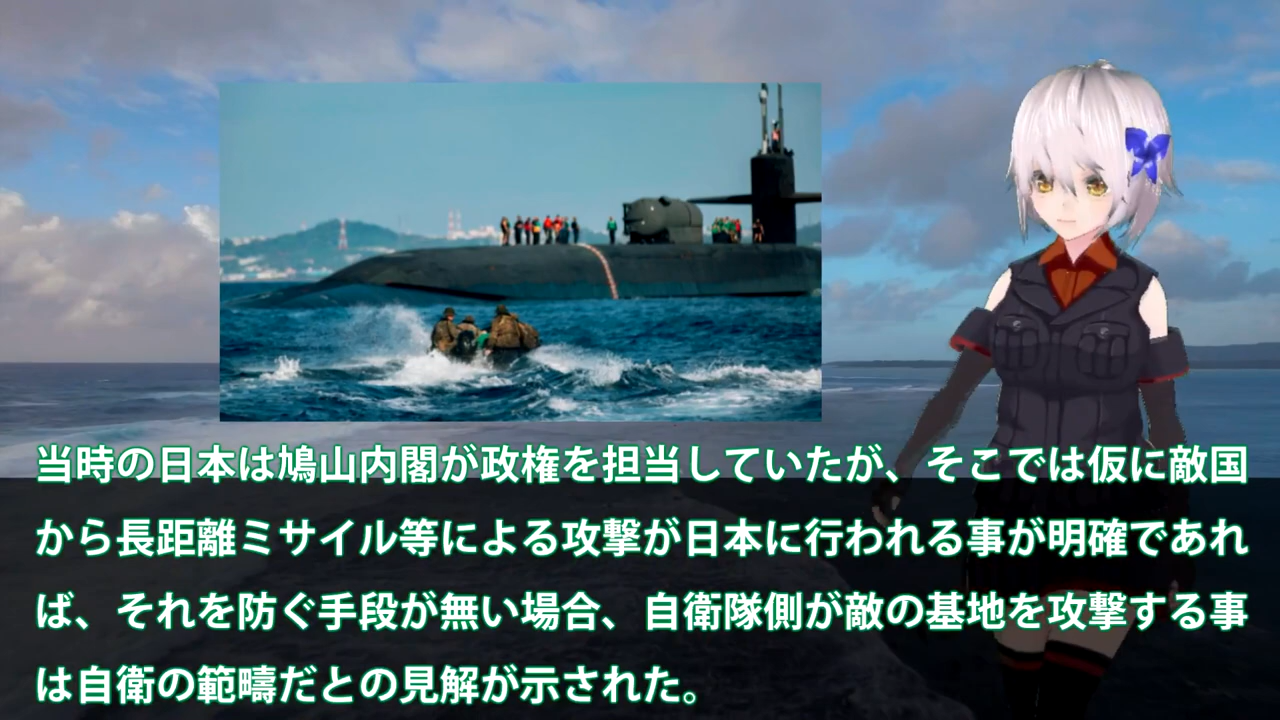 当時の日本は鳩山内閣が政権を担当していたが、そこでは仮に敵国
から長距離ミサイル等による攻撃が日本に行われる事が明確であれ
ば、それを防ぐ手段が無い場合、自衛隊側が敵の基地を攻撃する事
は自衛の範疇だとの見解が示された。